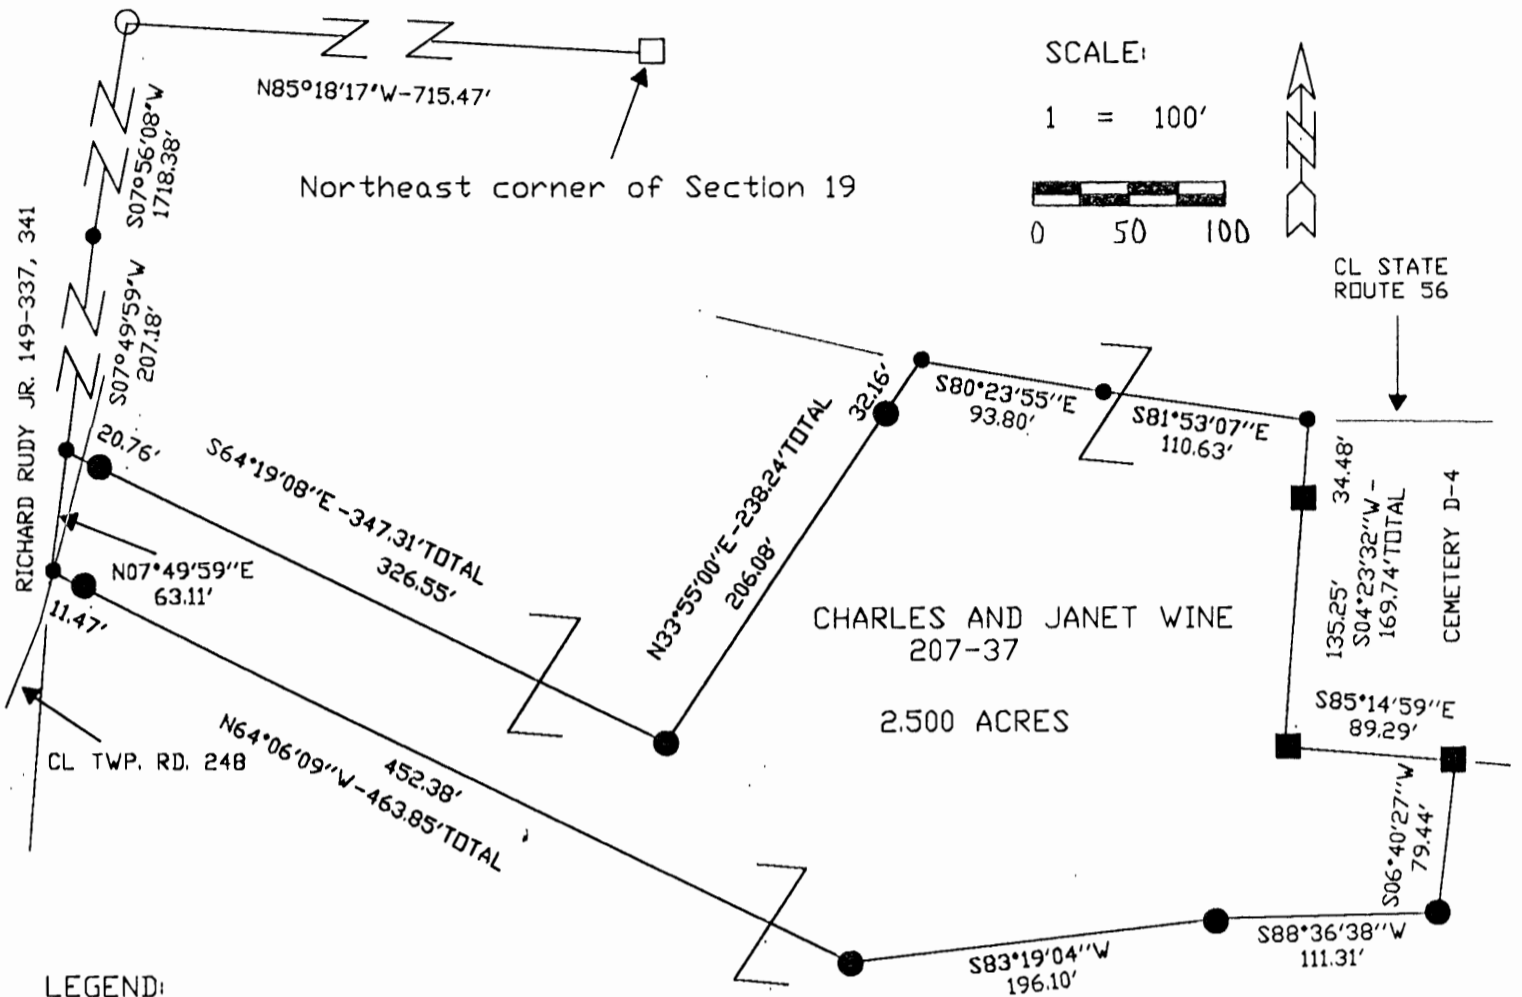 SCALE:
1 = 100'
0 50 100
N85°18'17"W-715.47'
Northeast corner of Section 19
S07°56'08"W
1718.38'
RICHARD RUDY JR. 149-337, 341
S07°49'59"W
207.18'
CL STATE
ROUTE 56
20.76'
S64°19'08"E -347.31'TOTAL
326.55'
N33°55'00"E -238.24'TOTAL
206.08'
32.16'
S80°23'55"E
93.80'
S81°53'07"E
110.63'
34.48'
135.25'
S04°23'32"W -
169.74'TOTAL
CEMETERY D-4
N07°49'59"E
63.11'
11.47'
CHARLES AND JANET WINE
207-37
2.500 ACRES
S85°14'59"E
89.29'
CL TWP. RD. 248
N64°06'09"W-463.85'TOTAL
452.38'
S06°40'27"W
79.44'
S88°36'38"W
111.31'
S83°19'04"W
196.10'
LEGEND: